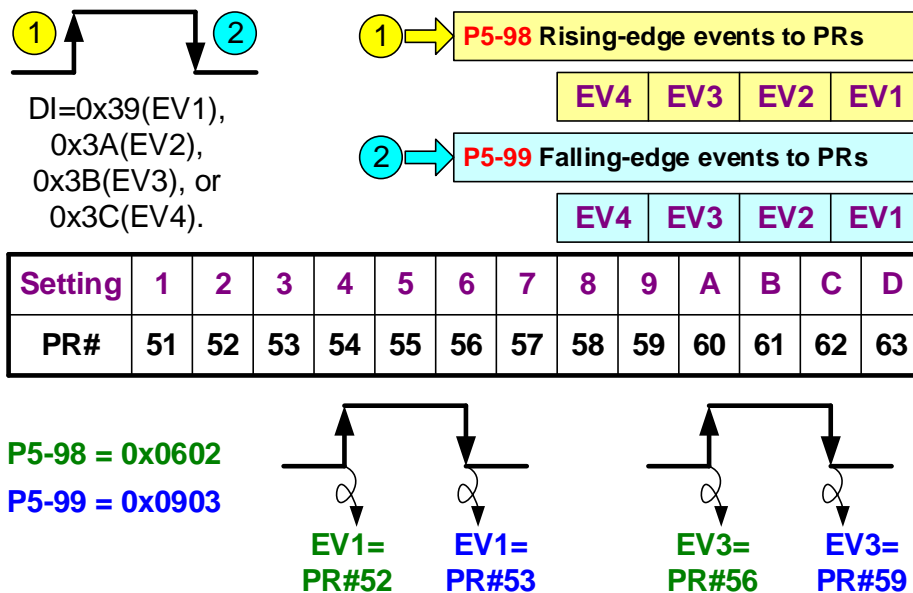 1
2
DI=0x39(EV1),
0x3A(EV2),
0x3B(EV3), or
0x3C(EV4).
1
P5-98 Rising-edge events to PRs
EV4 EV3 EV2 EV1
2
P5-99 Falling-edge events to PRs
EV4 EV3 EV2 EV1
Setting 1 2 3 4 5 6 7 8 9 A B C D
PR# 51 52 53 54 55 56 57 58 59 60 61 62 63
P5-98 = 0x0602
P5-99 = 0x0903
EV1=
PR#52
EV1=
PR#53
EV3=
PR#56
EV3=
PR#59